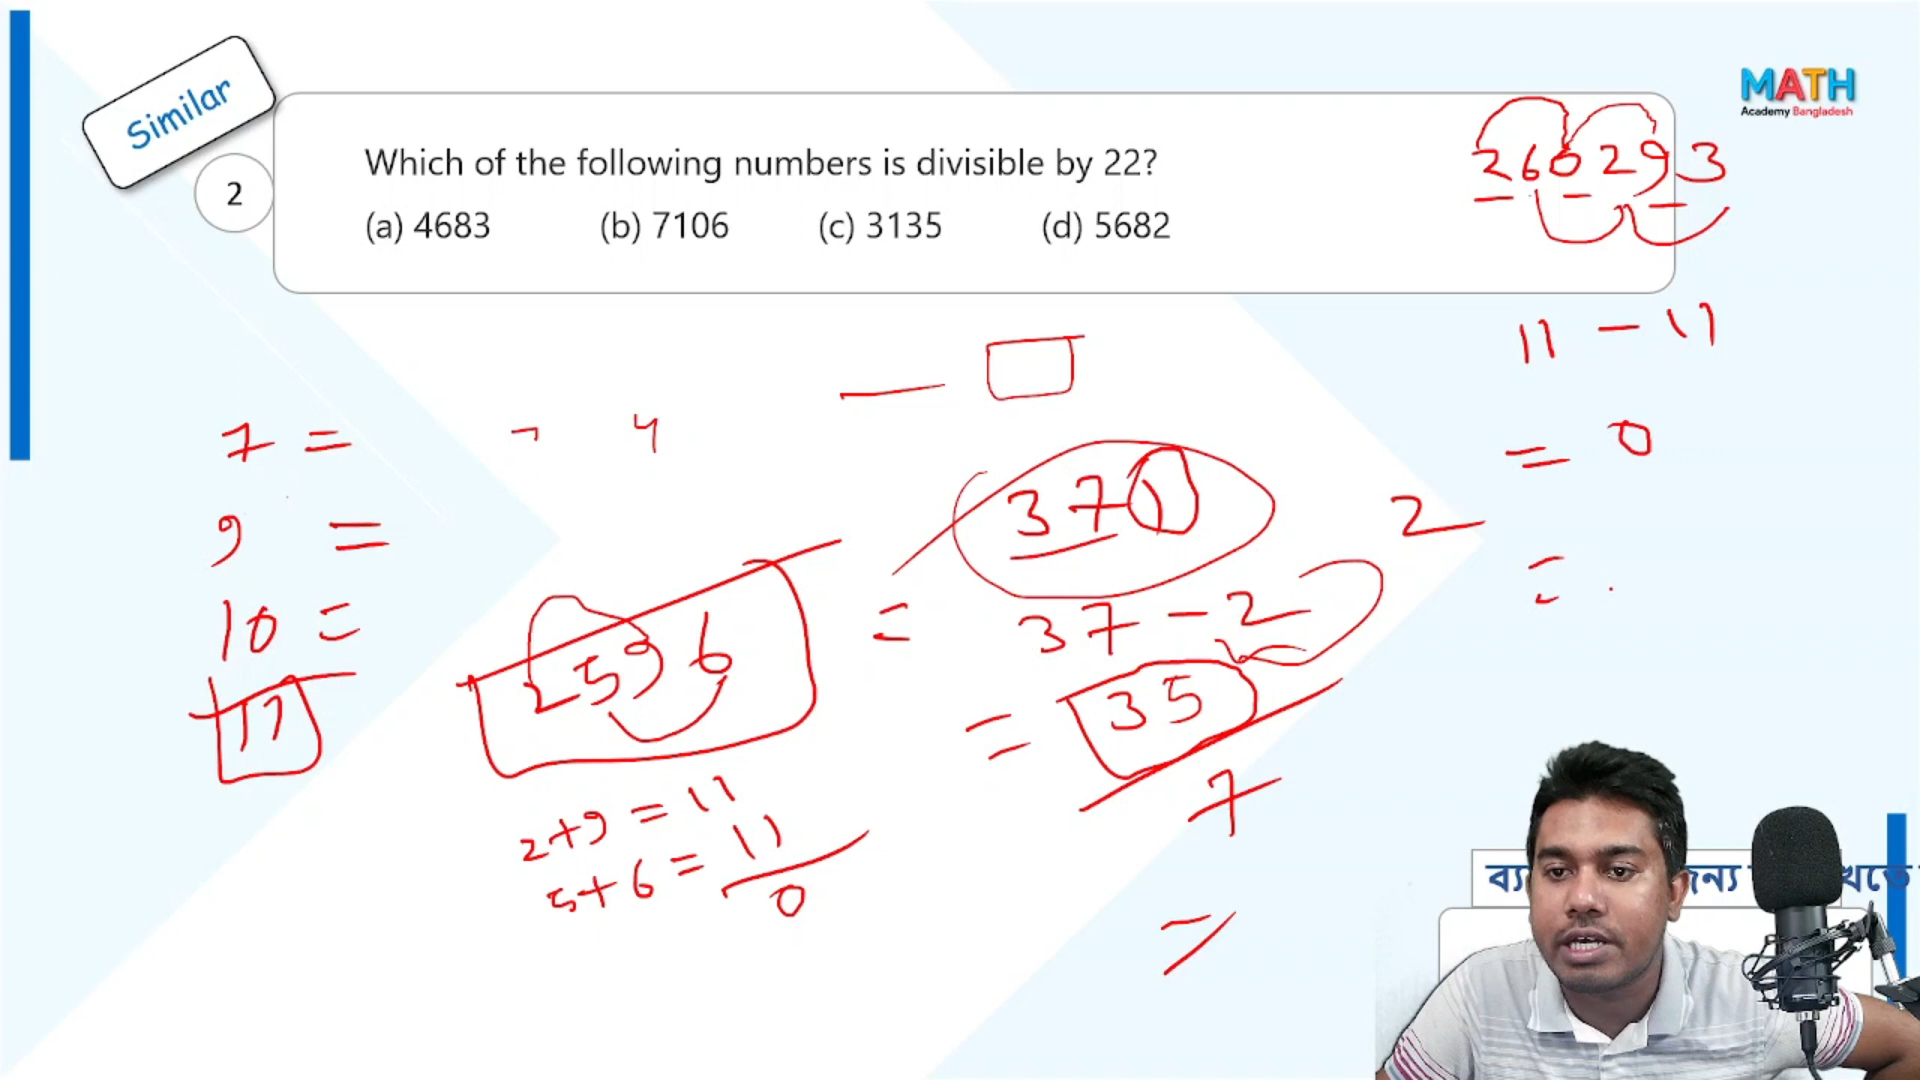 Similar
MATH
Academy Bangladesh
2
Which of the following numbers is divisible by 22?
(a) 4683 (b) 7106 (c) 3135 (d) 5682
260293
11 - 11
= 0
=
7 =
9 =
10 =
11
4
2596
2+9 = 11
5+6 = 11
0
=
371
2
37 - 2
= 35
7
=